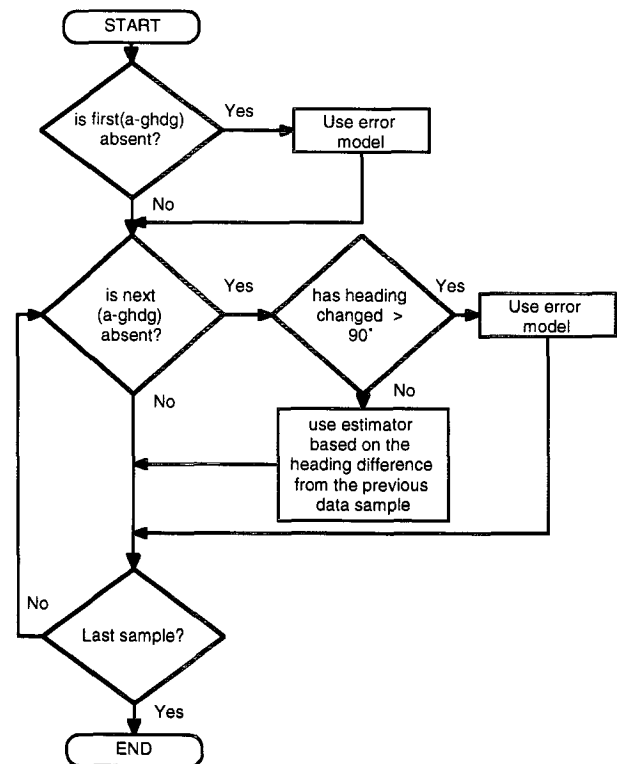 START
is first(a-ghdg)
absent?
Yes
Use error
model
No
is next
(a-ghdg)
absent?
Yes
has heading
changed >
90°
Yes
Use error
model
No
No
use estimator
based on the
heading difference
from the previous
data sample
No
Last sample?
Yes
END